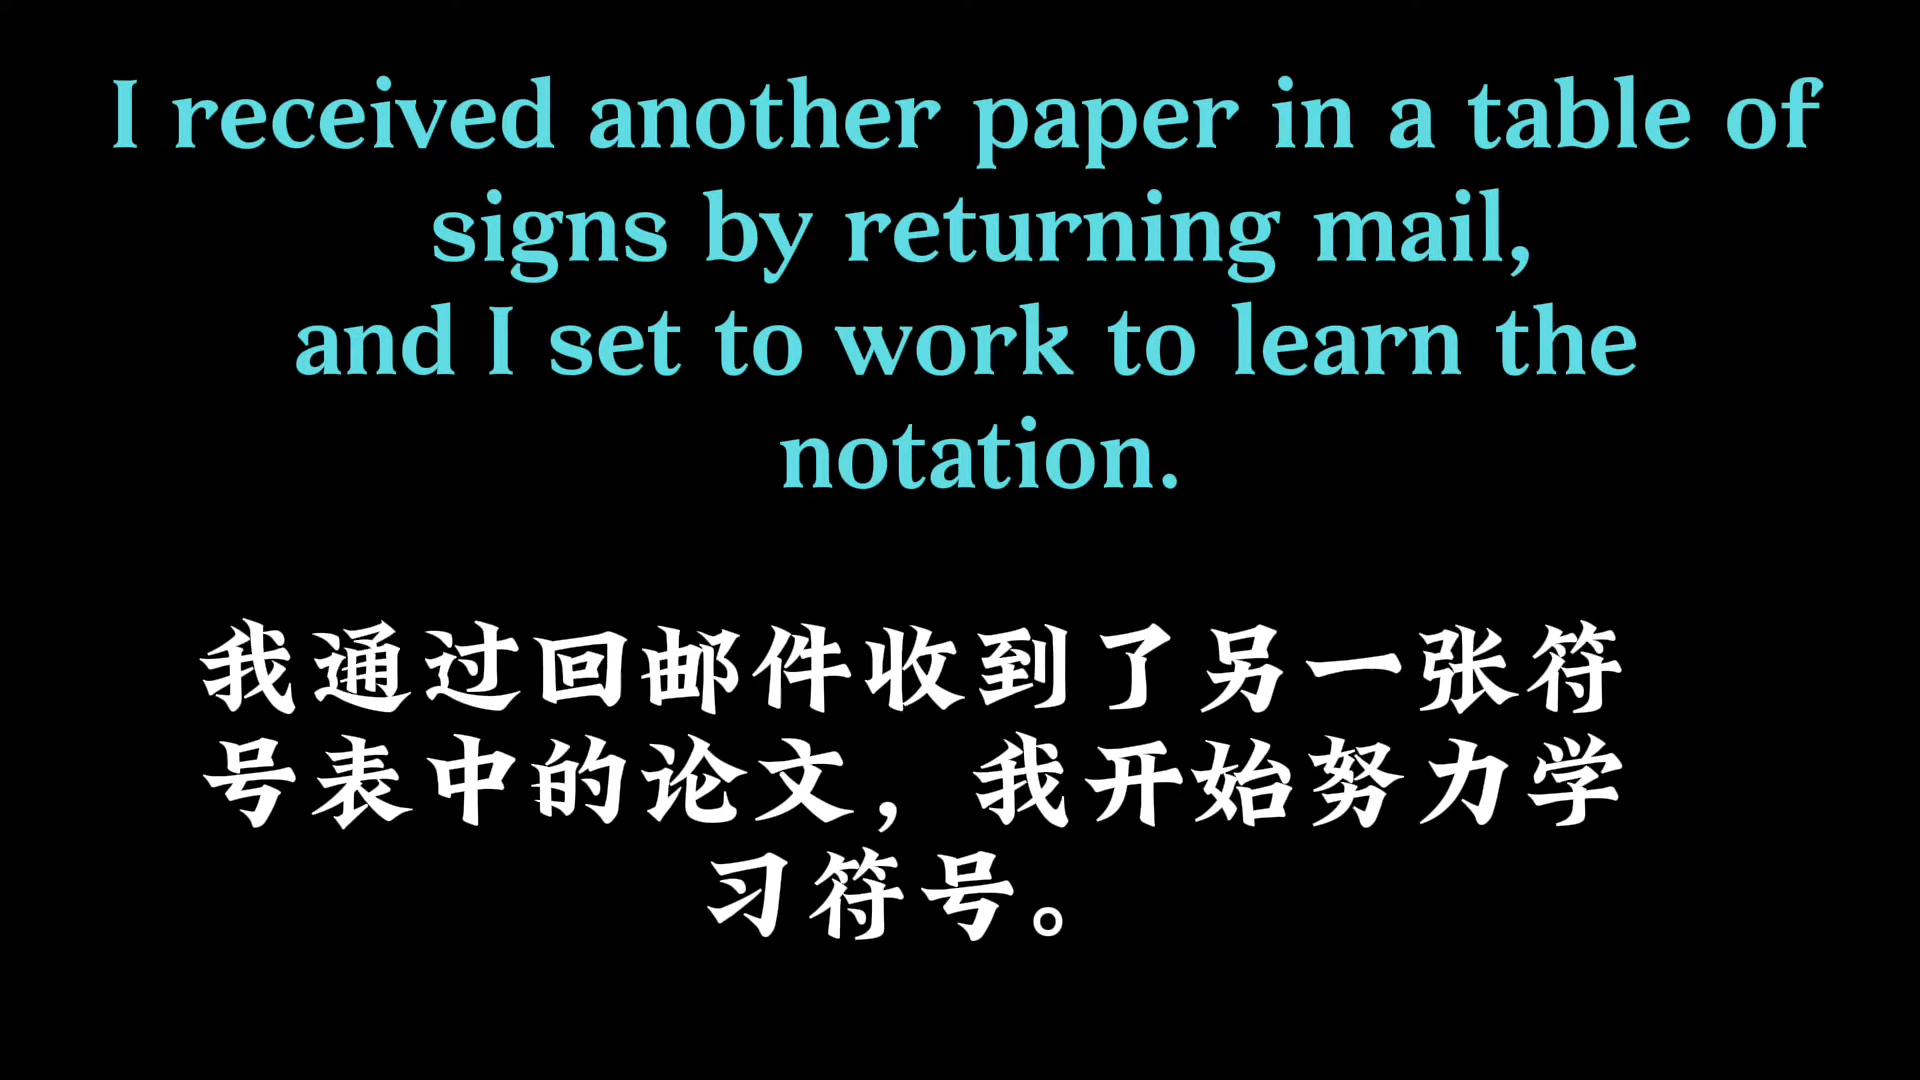 I received another paper in a table of
signs by returning mail,
and I set to work to learn the
notation.
我通过回邮件收到了另一张符
号表中的论文，我开始努力学
习符号。